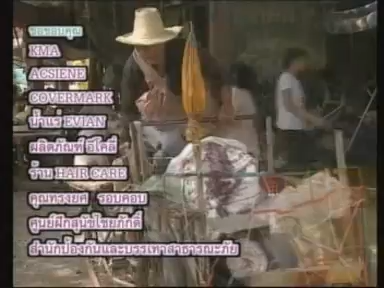 ขอขอบคุณ
KMA
ACSIENE
COVERMARK
น้ำแร่ EVIAN
ผลิตภัณฑ์ อีโคลี่
ร้าน HAIR CARE
คุณทรงยศ รอบคอบ
ศูนย์ฝึกสุนัขไชยภักดิ์
สำนักป้องกันและบรรเทาสาธารณะภัย